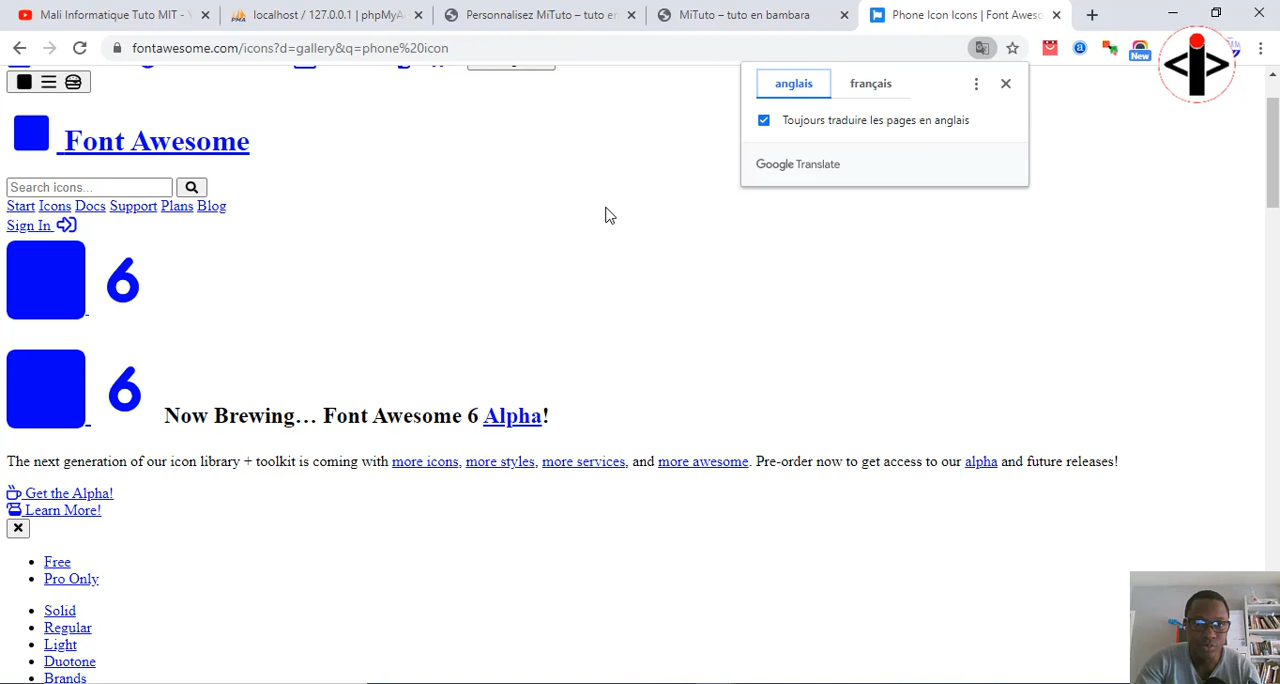 Mali Informatique Tuto MIT - Y
localhost / 127.0.0.1 | phpMyA
Personnalisez MiTuto – tuto en
MiTuto – tuto en bambara
Phone Icon Icons | Font Aweso
fontawesome.com/icons?d=gallery&q=phone%20icon
New
anglais
français
Toujours traduire les pages en anglais
Google Translate
Font Awesome
Search icons...
Start Icons Docs Support Plans Blog
Sign In
6
6
Now Brewing… Font Awesome 6 Alpha!
The next generation of our icon library + toolkit is coming with more icons, more styles, more services, and more awesome. Pre-order now to get access to our alpha and future releases!
Get the Alpha!
Learn More!
Free
Pro Only
Solid
Regular
Light
Duotone
Brands